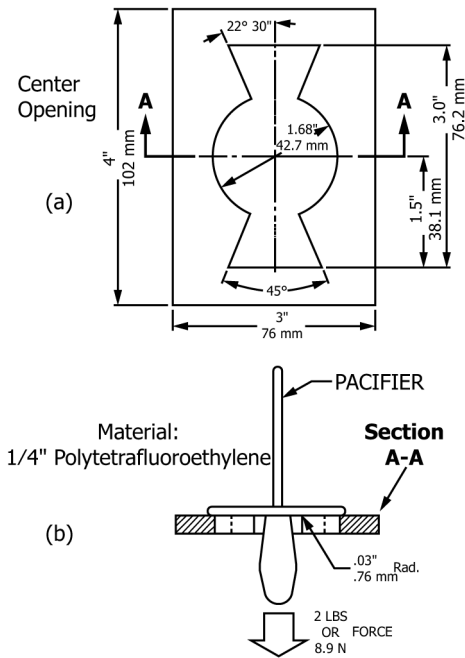 22° 30"
Center
Opening
A
A
1.68"
42.7 mm
3.0"
76.2 mm
4"
102 mm
(a)
1.5"
38.1 mm
45°
3"
76 mm
PACIFIER
Material:
1/4" Polytetrafluoroethylene
Section
A-A
(b)
.03"
.76 mm
Rad.
2 LBS
OR FORCE
8.9 N